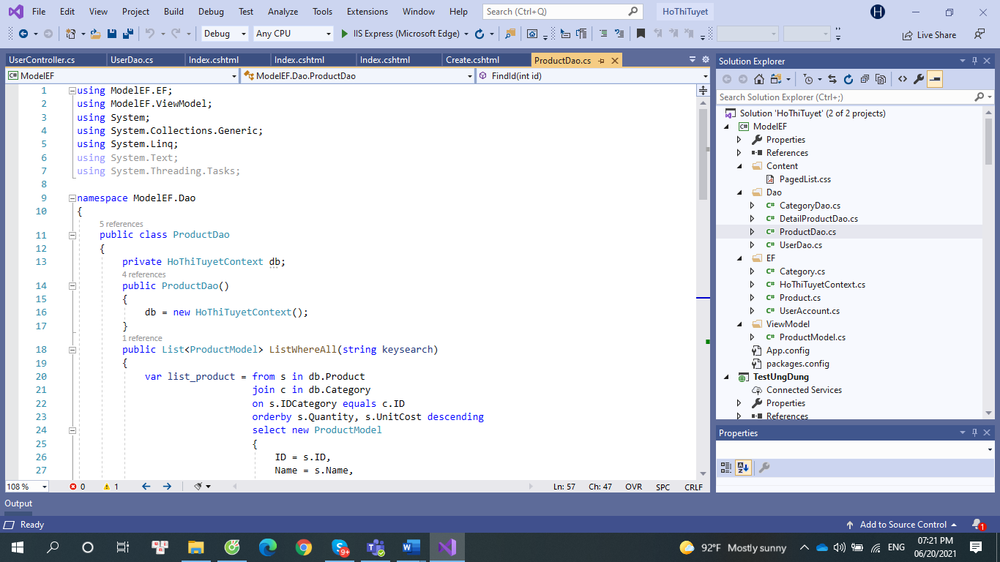 File Edit View Project Build Debug Test Analyze Tools Extensions Window Help Search (Ctrl+Q) HoThiTuyet H
Debug Any CPU IIS Express (Microsoft Edge) Live Share
UserController.cs UserDao.cs Index.cshtml Index.cshtml Index.cshtml Create.cshtml ProductDao.cs
ModelEF ModelEF.Dao.ProductDao FindId(int id)
1 using ModelEF.EF;
2 using ModelEF.ViewModel;
3 using System;
4 using System.Collections.Generic;
5 using System.Linq;
6 using System.Text;
7 using System.Threading.Tasks;
8
9 namespace ModelEF.Dao
10 {
5 references
11 public class ProductDao
12 {
13 private HoThiTuyetContext db;
4 references
14 public ProductDao()
15 {
16 db = new HoThiTuyetContext();
17 }
1 reference
18 public List<ProductModel> ListWhereAll(string keysearch)
19 {
20 var list_product = from s in db.Product
21 join c in db.Category
22 on s.IDCategory equals c.ID
23 orderby s.Quantity, s.UnitCost descending
24 select new ProductModel
25 {
26 ID = s.ID,
27 Name = s.Name,
108 % 0 1 Ln: 57 Ch: 47 OVR SPC CRLF
Solution Explorer
Search Solution Explorer (Ctrl+;)
Solution 'HoThiTuyet' (2 of 2 projects)
C# ModelEF
Properties
References
Content
PagedList.css
Dao
C# CategoryDao.cs
C# DetailProductDao.cs
C# ProductDao.cs
C# UserDao.cs
EF
C# Category.cs
C# HoThiTuyetContext.cs
C# Product.cs
C# UserAccount.cs
ViewModel
C# ProductModel.cs
App.config
packages.config
TestUngDung
Connected Services
Properties
References
Properties
Output
Ready Add to Source Control 1
9+ 92°F Mostly sunny ENG 07:21 PM
06/20/2021